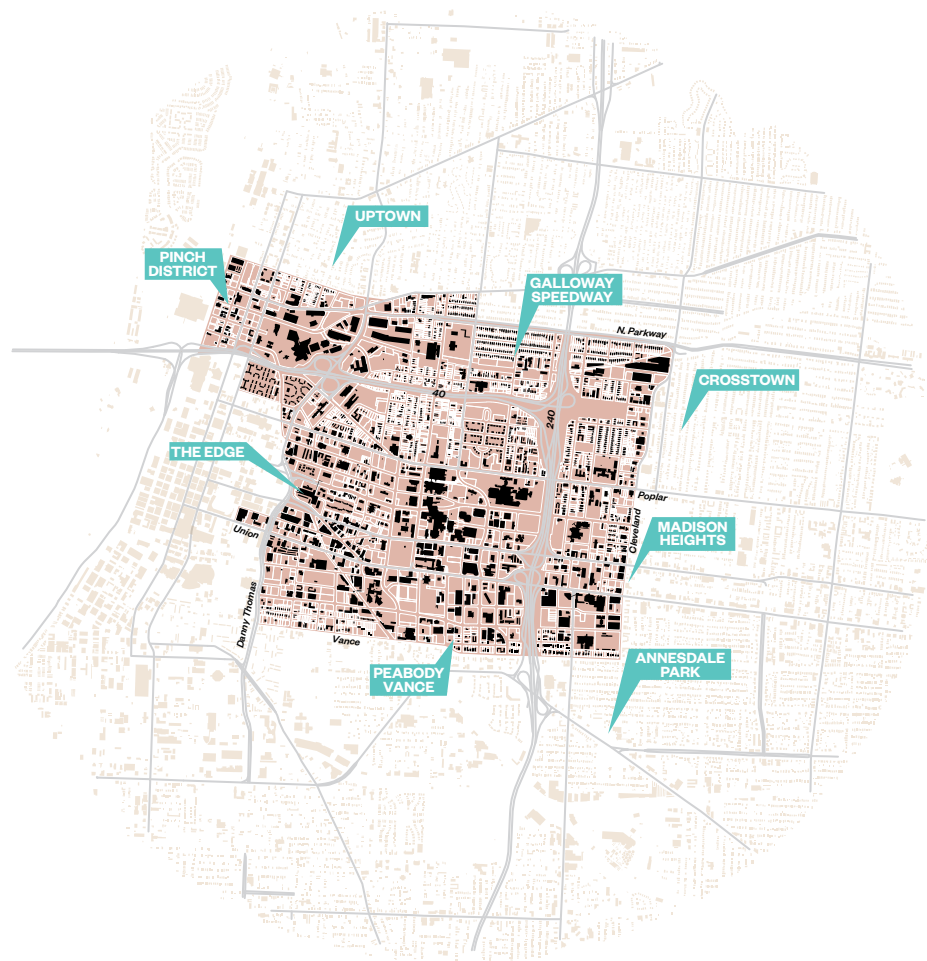 UPTOWN
PINCH
DISTRICT
GALLOWAY
SPEEDWAY
N. Parkway
CROSSTOWN
40
240
THE EDGE
Poplar
Cleveland
Union
MADISON
HEIGHTS
Danny Thomas
Vance
PEABODY
VANCE
ANNESDALE
PARK